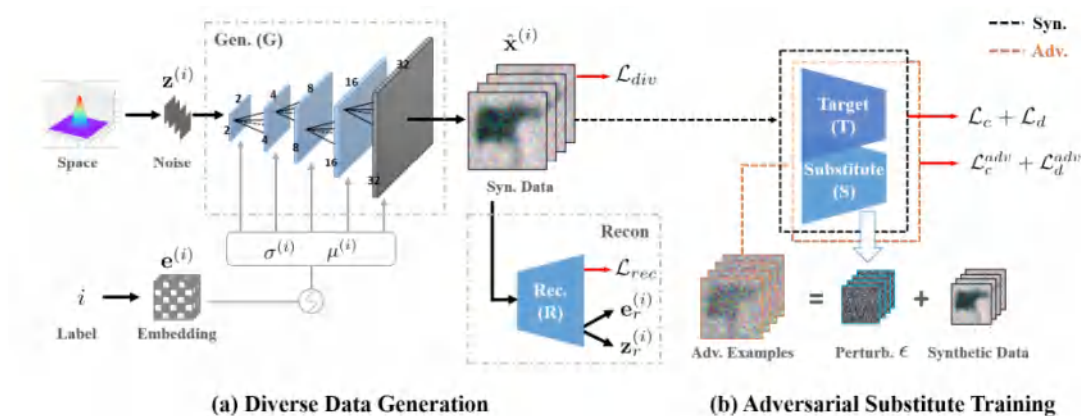 Syn.
Adv.
Gen. (G)
z^(i)
Space
Noise
2
2
4
4
8
8
16
16
32
32
x̂^(i)
L_div
Syn. Data
Target
(T)
Substitute
(S)
L_c + L_d
L_c^adv + L_d^adv
σ^(i)
μ^(i)
e^(i)
i
Label
Embedding
Recon
Rec.
(R)
L_rec
e_r^(i)
z_r^(i)
=
+
Adv. Examples
Perturb. ϵ
Synthetic Data
(a) Diverse Data Generation
(b) Adversarial Substitute Training